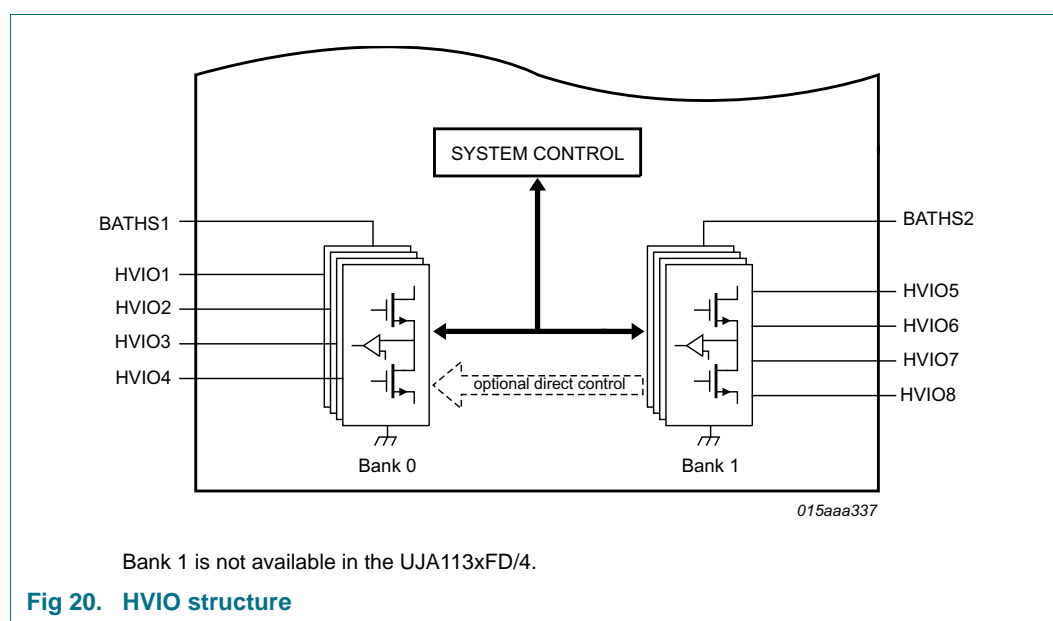 SYSTEM CONTROL
BATHS1
BATHS2
HVIO1
HVIO2
HVIO3
HVIO4
HVIO5
HVIO6
HVIO7
HVIO8
optional direct control
Bank 0
Bank 1
015aaa337
Bank 1 is not available in the UJA113xFD/4.
Fig 20. HVIO structure